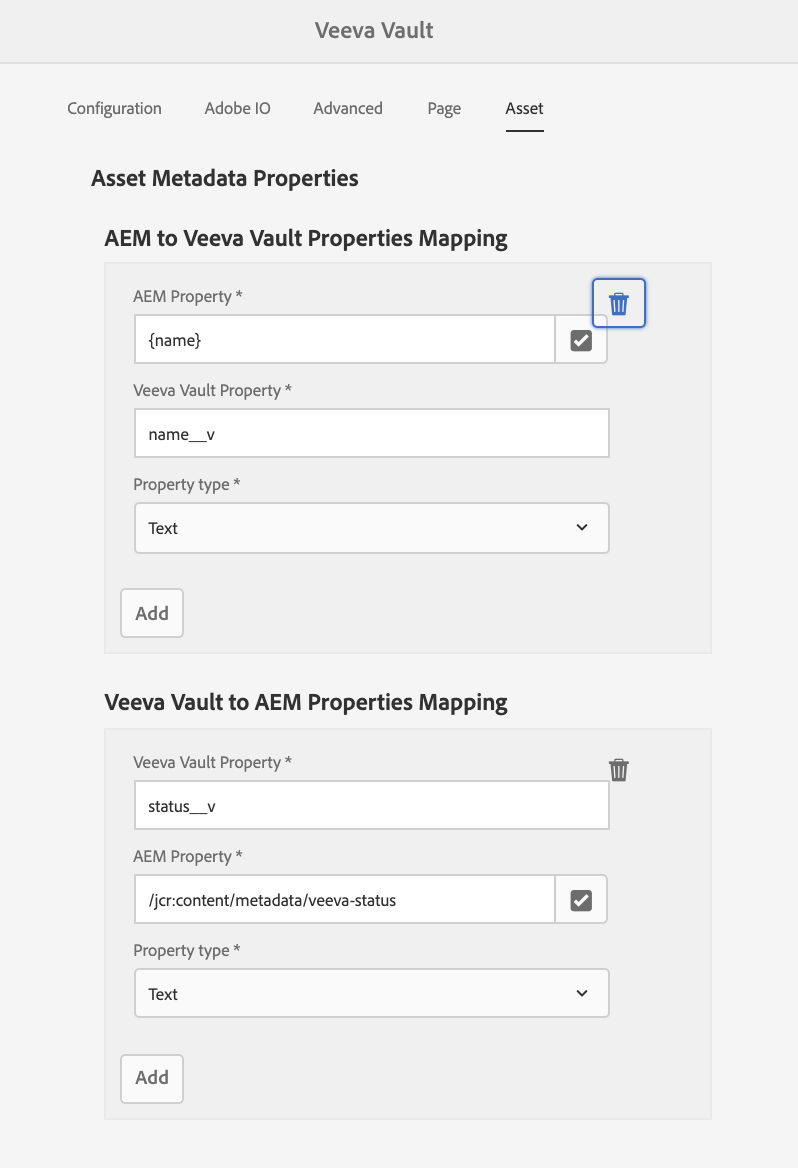 Veeva Vault
Configuration Adobe IO Advanced Page Asset
Asset Metadata Properties
AEM to Veeva Vault Properties Mapping
AEM Property *
{name}
Veeva Vault Property *
name__v
Property type *
Text
Add
Veeva Vault to AEM Properties Mapping
Veeva Vault Property *
status__v
AEM Property *
/jcr:content/metadata/veeva-status
Property type *
Text
Add